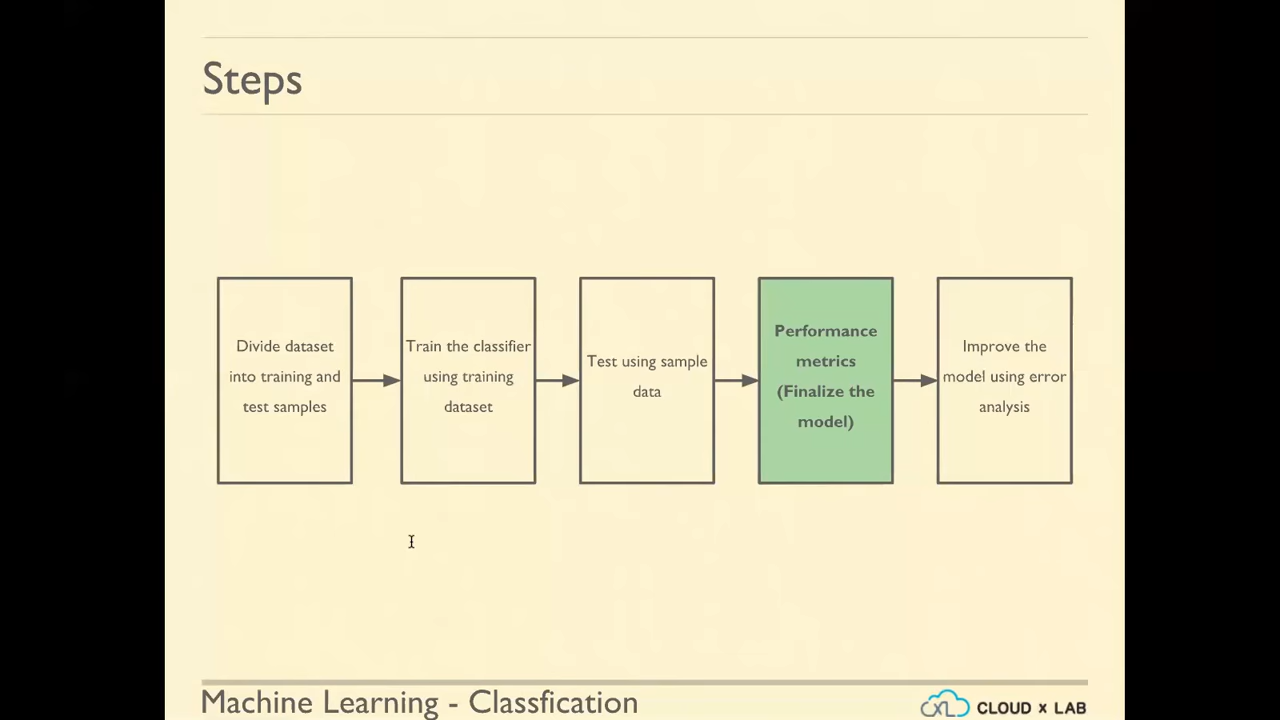 Steps
Divide dataset
into training and
test samples
Train the classifier
using training
dataset
Test using sample
data
Performance
metrics
(Finalize the
model)
Improve the
model using error
analysis
Machine Learning - Classfication
CXL CLOUD x LAB